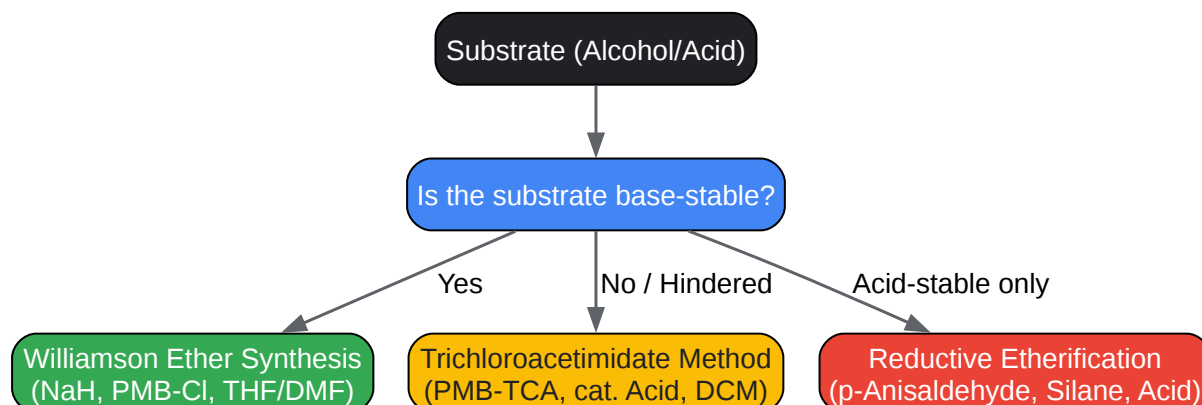 Substrate (Alcohol/Acid)
Is the substrate base-stable?
Yes
No / Hindered
Acid-stable only
Williamson Ether Synthesis
(NaH, PMB-Cl, THF/DMF)
Trichloroacetimidate Method
(PMB-TCA, cat. Acid, DCM)
Reductive Etherification
(p-Anisaldehyde, Silane, Acid)